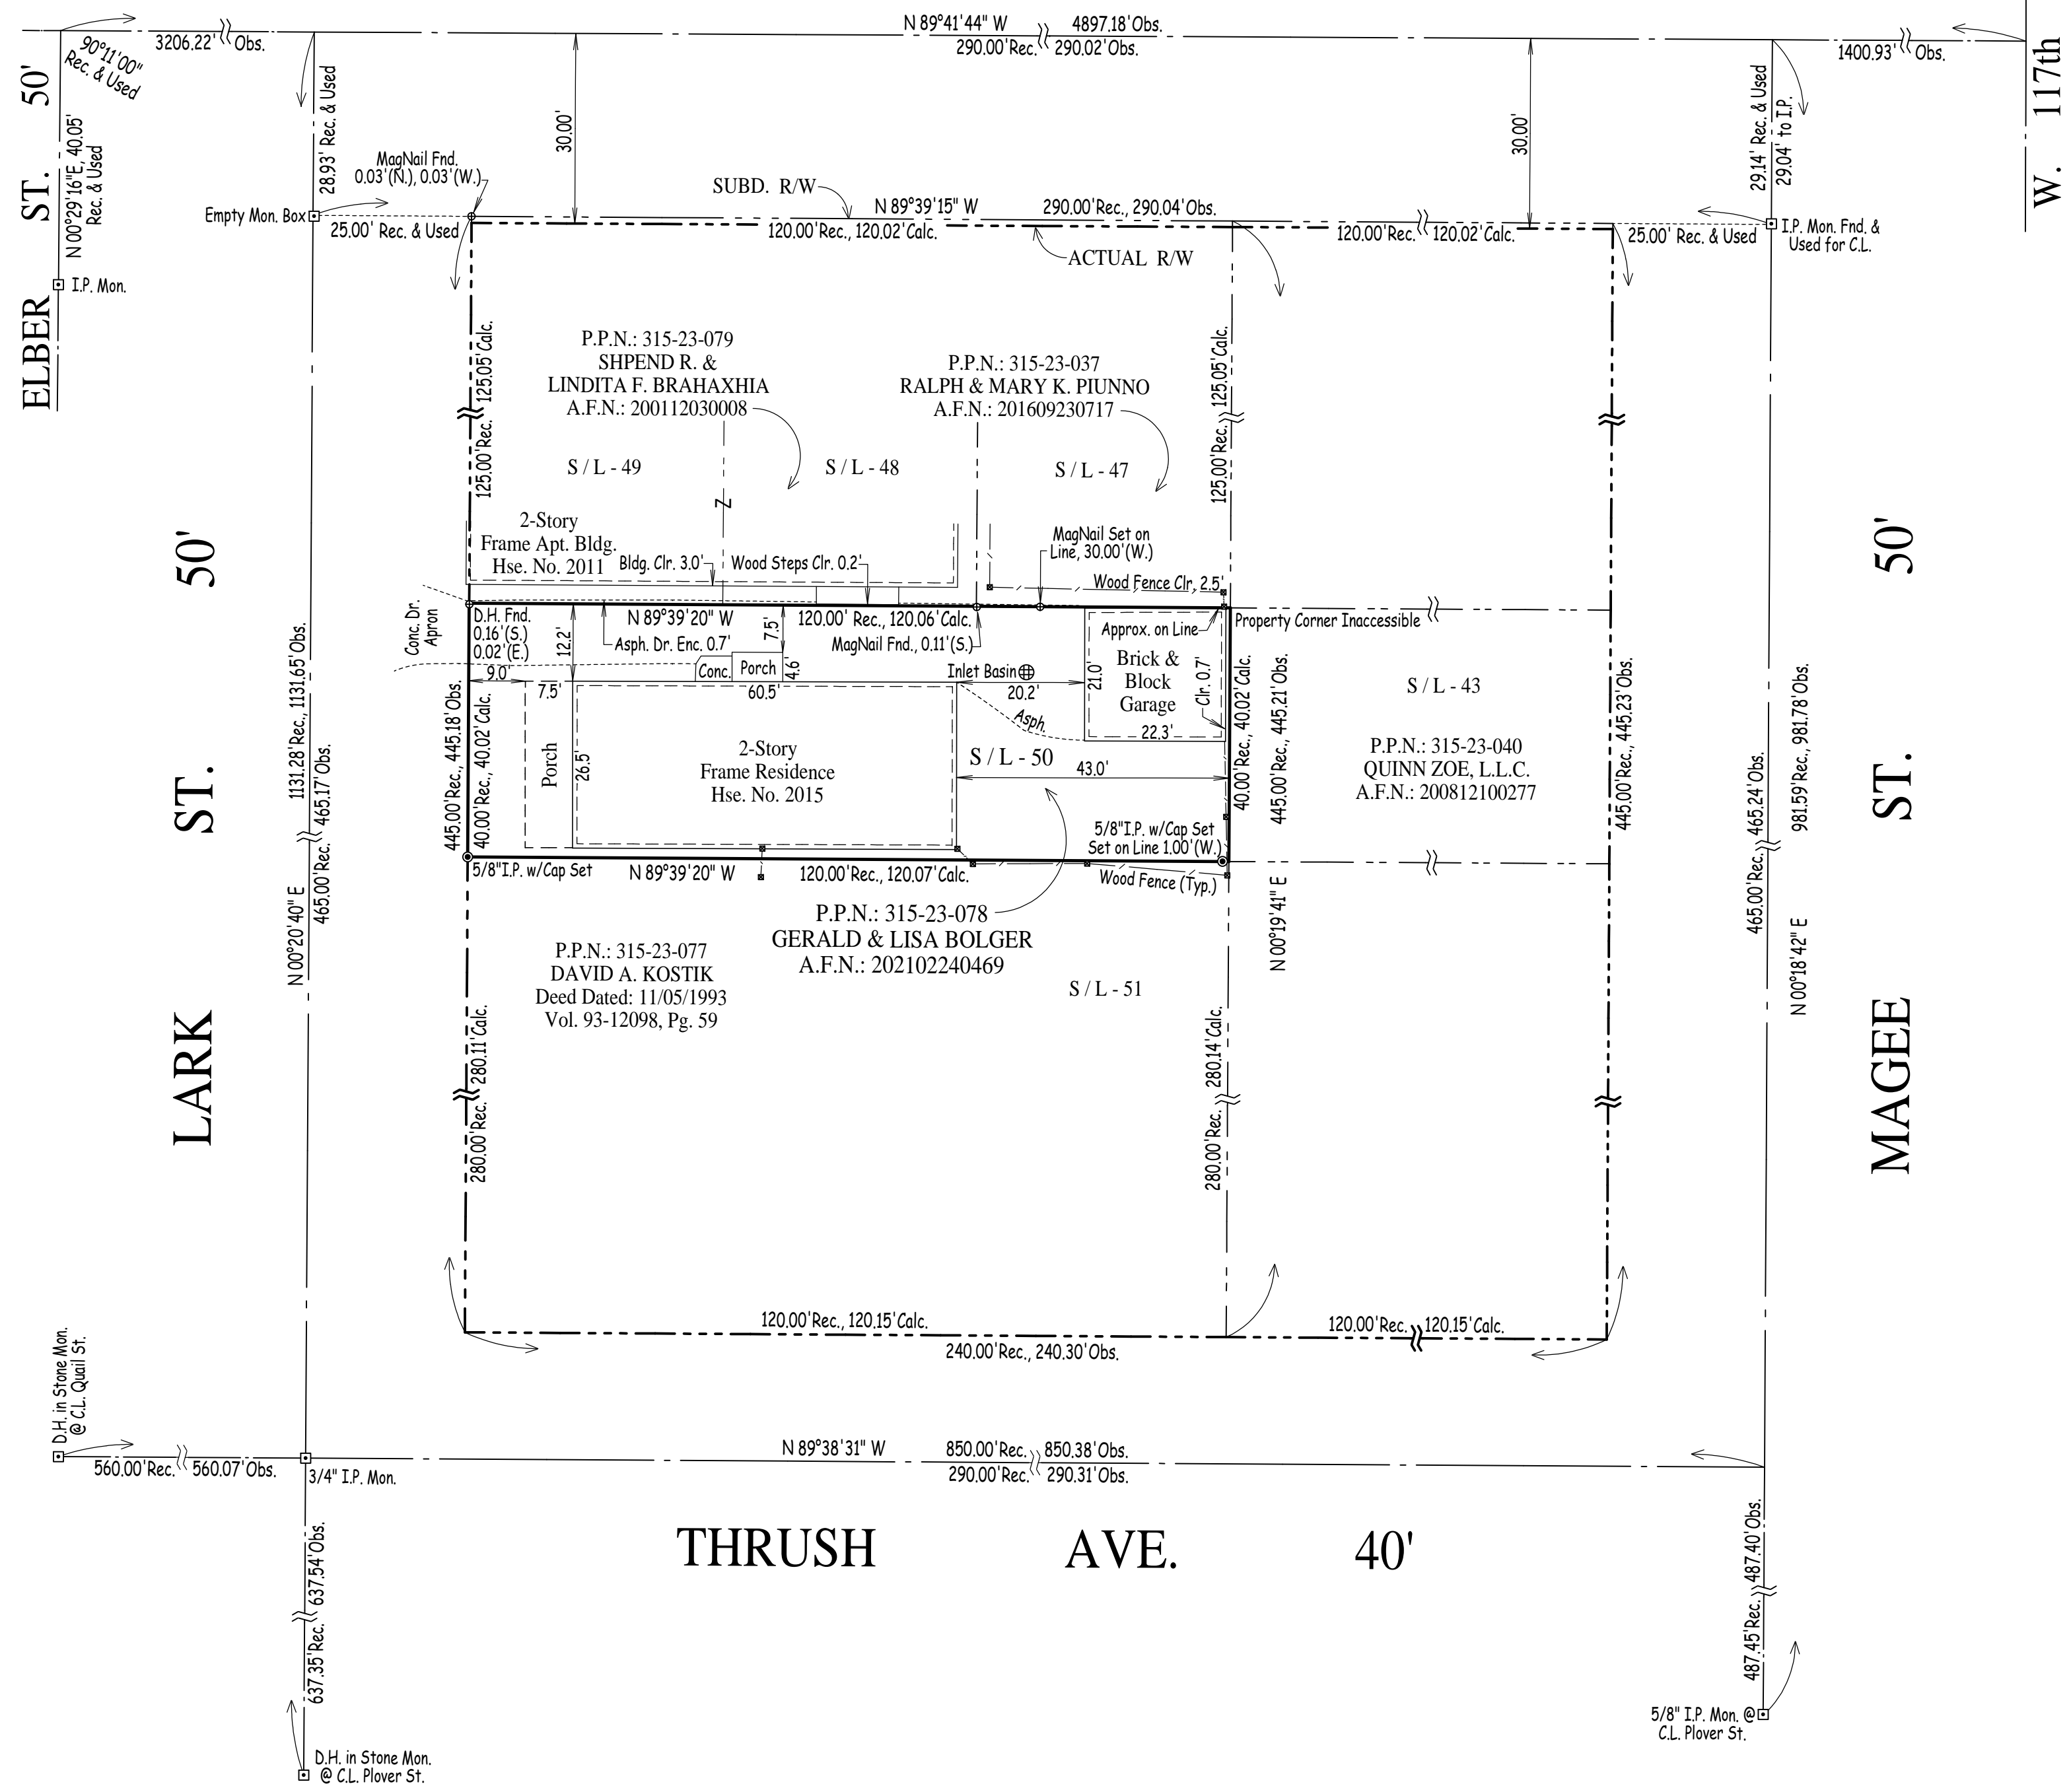 N 89°41'44" W 4897.18'Obs.
290.00'Rec. 290.02'Obs.
3206.22' Obs.
1400.93' Obs.
90°11'00"
Rec. & Used
ELBER ST. 50'
N 00°29'16"E, 40.05'
Rec. & Used
I.P. Mon.
28.93' Rec. & Used
30.00'
30.00'
29.14' Rec. & Used
29.04' to I.P.
W. 117th
MagNail Fnd.
0.03'(N.), 0.03'(W.)
Empty Mon. Box
25.00' Rec. & Used
SUBD. R/W
N 89°39'15" W 290.00'Rec., 290.04'Obs.
120.00'Rec., 120.02'Calc.
120.00'Rec. 120.02'Calc.
ACTUAL R/W
25.00' Rec. & Used
I.P. Mon. Fnd. &
Used for C.L.
125.00'Rec. 125.05'Calc.
125.00'Rec. 125.05'Calc.
P.P.N.: 315-23-079
SHPEND R. &
LINDITA F. BRAHAXHIA
A.F.N.: 200112030008
P.P.N.: 315-23-037
RALPH & MARY K. PIUNNO
A.F.N.: 201609230717
S / L - 49
S / L - 48
S / L - 47
Z
2-Story
Frame Apt. Bldg.
Hse. No. 2011
Bldg. Clr. 3.0'
Wood Steps Clr. 0.2'
MagNail Set on
Line, 30.00'(W.)
Wood Fence Clr, 2.5'
Conc. Dr.
Apron
D.H. Fnd.
0.16'(S.)
0.02'(E.)
N 89°39'20" W 120.00' Rec., 120.06'Calc.
Asph. Dr. Enc. 0.7'
12.2'
7.5'
MagNail Fnd., 0.11'(S.)
Approx. on Line
Property Corner Inaccessible
9.0'
7.5'
Conc.
Porch
4.6'
60.5'
Inlet Basin
20.2'
21.0'
Brick &
Block
Garage
Clr. 0.7'
22.3'
Asph.
Porch
26.5'
2-Story
Frame Residence
Hse. No. 2015
S / L - 50
43.0'
445.00'Rec., 445.18'Obs.
40.00'Rec., 40.02'Calc.
40.00'Rec., 40.02'Calc.
445.00'Rec., 445.21'Obs.
S / L - 43
P.P.N.: 315-23-040
QUINN ZOE, L.L.C.
A.F.N.: 200812100277
445.00'Rec., 445.23'Obs.
5/8"I.P. w/Cap Set
Set on Line 1.00'(W.)
5/8"I.P. w/Cap Set
N 89°39'20" W 120.00'Rec., 120.07'Calc.
Wood Fence (Typ.)
P.P.N.: 315-23-078
GERALD & LISA BOLGER
A.F.N.: 202102240469
P.P.N.: 315-23-077
DAVID A. KOSTIK
Deed Dated: 11/05/1993
Vol. 93-12098, Pg. 59
S / L - 51
N 00°19'41" E
LARK ST. 50'
N 00°20'40" E 1131.28'Rec., 1131.65'Obs.
465.00'Rec. 465.17'Obs.
465.00'Rec. 465.24'Obs.
N 00°18'42" E 981.59'Rec., 981.78'Obs.
MAGEE ST. 50'
280.00'Rec. 280.11'Calc.
280.00'Rec. 280.14'Calc.
120.00'Rec., 120.15'Calc.
120.00'Rec. 120.15'Calc.
240.00'Rec., 240.30'Obs.
D.H. in Stone Mon.
@ C.L. Quail St.
560.00'Rec. 560.07'Obs.
3/4" I.P. Mon.
N 89°38'31" W 850.00'Rec. 850.38'Obs.
290.00'Rec. 290.31'Obs.
THRUSH AVE. 40'
637.35'Rec. 637.54'Obs.
487.45'Rec. 487.40'Obs.
5/8" I.P. Mon. @
C.L. Plover St.
D.H. in Stone Mon.
@ C.L. Plover St.